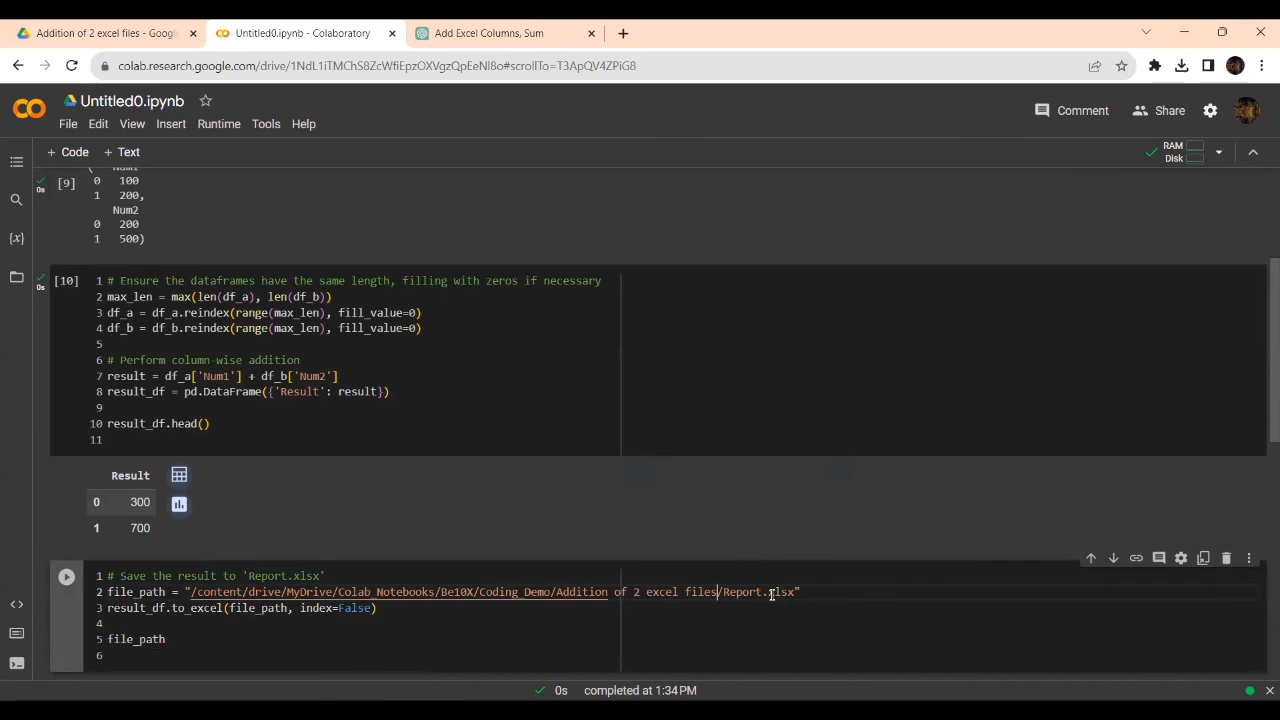 Addition of 2 excel files - Googl
Untitled0.ipynb - Colaboratory
Add Excel Columns, Sum
colab.research.google.com/drive/1NdL1iTMChS8ZcWfiEpzOXVgzQpEeNl8o#scrollTo=T3ApQV4ZPiG8
Untitled0.ipynb
File Edit View Insert Runtime Tools Help
Comment Share
+ Code + Text
RAM
Disk
Num1
[9] 0 100
0s
1 200,
Num2
0 200
1 500)
[10] 1 # Ensure the dataframes have the same length, filling with zeros if necessary
0s
2 max_len = max(len(df_a), len(df_b))
3 df_a = df_a.reindex(range(max_len), fill_value=0)
4 df_b = df_b.reindex(range(max_len), fill_value=0)
5
6 # Perform column-wise addition
7 result = df_a['Num1'] + df_b['Num2']
8 result_df = pd.DataFrame({'Result': result})
9
10 result_df.head()
11
Result
0 300
1 700
1 # Save the result to 'Report.xlsx'
2 file_path = "/content/drive/MyDrive/Colab_Notebooks/Be10X/Coding_Demo/Addition of 2 excel files/Report.xlsx"
3 result_df.to_excel(file_path, index=False)
4
5 file_path
6
0s completed at 1:34 PM